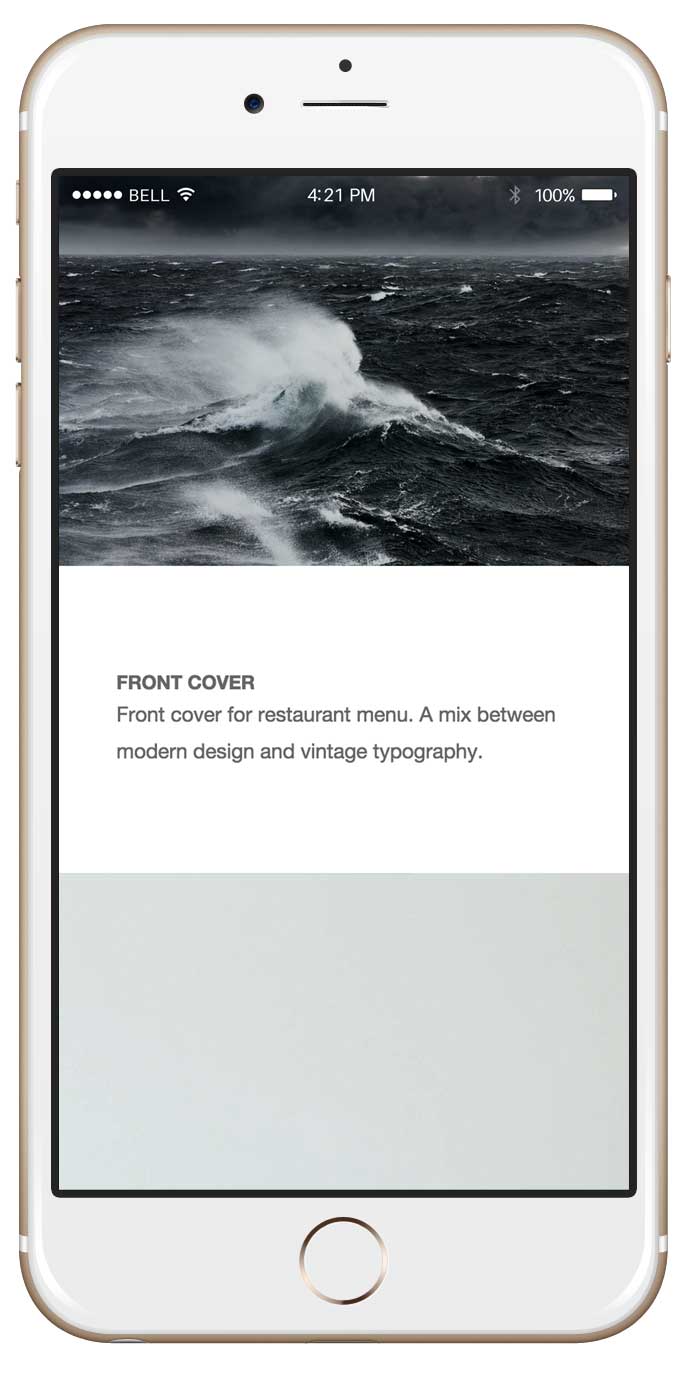 BELL 4:21 PM 100%
FRONT COVER
Front cover for restaurant menu. A mix between
modern design and vintage typography.